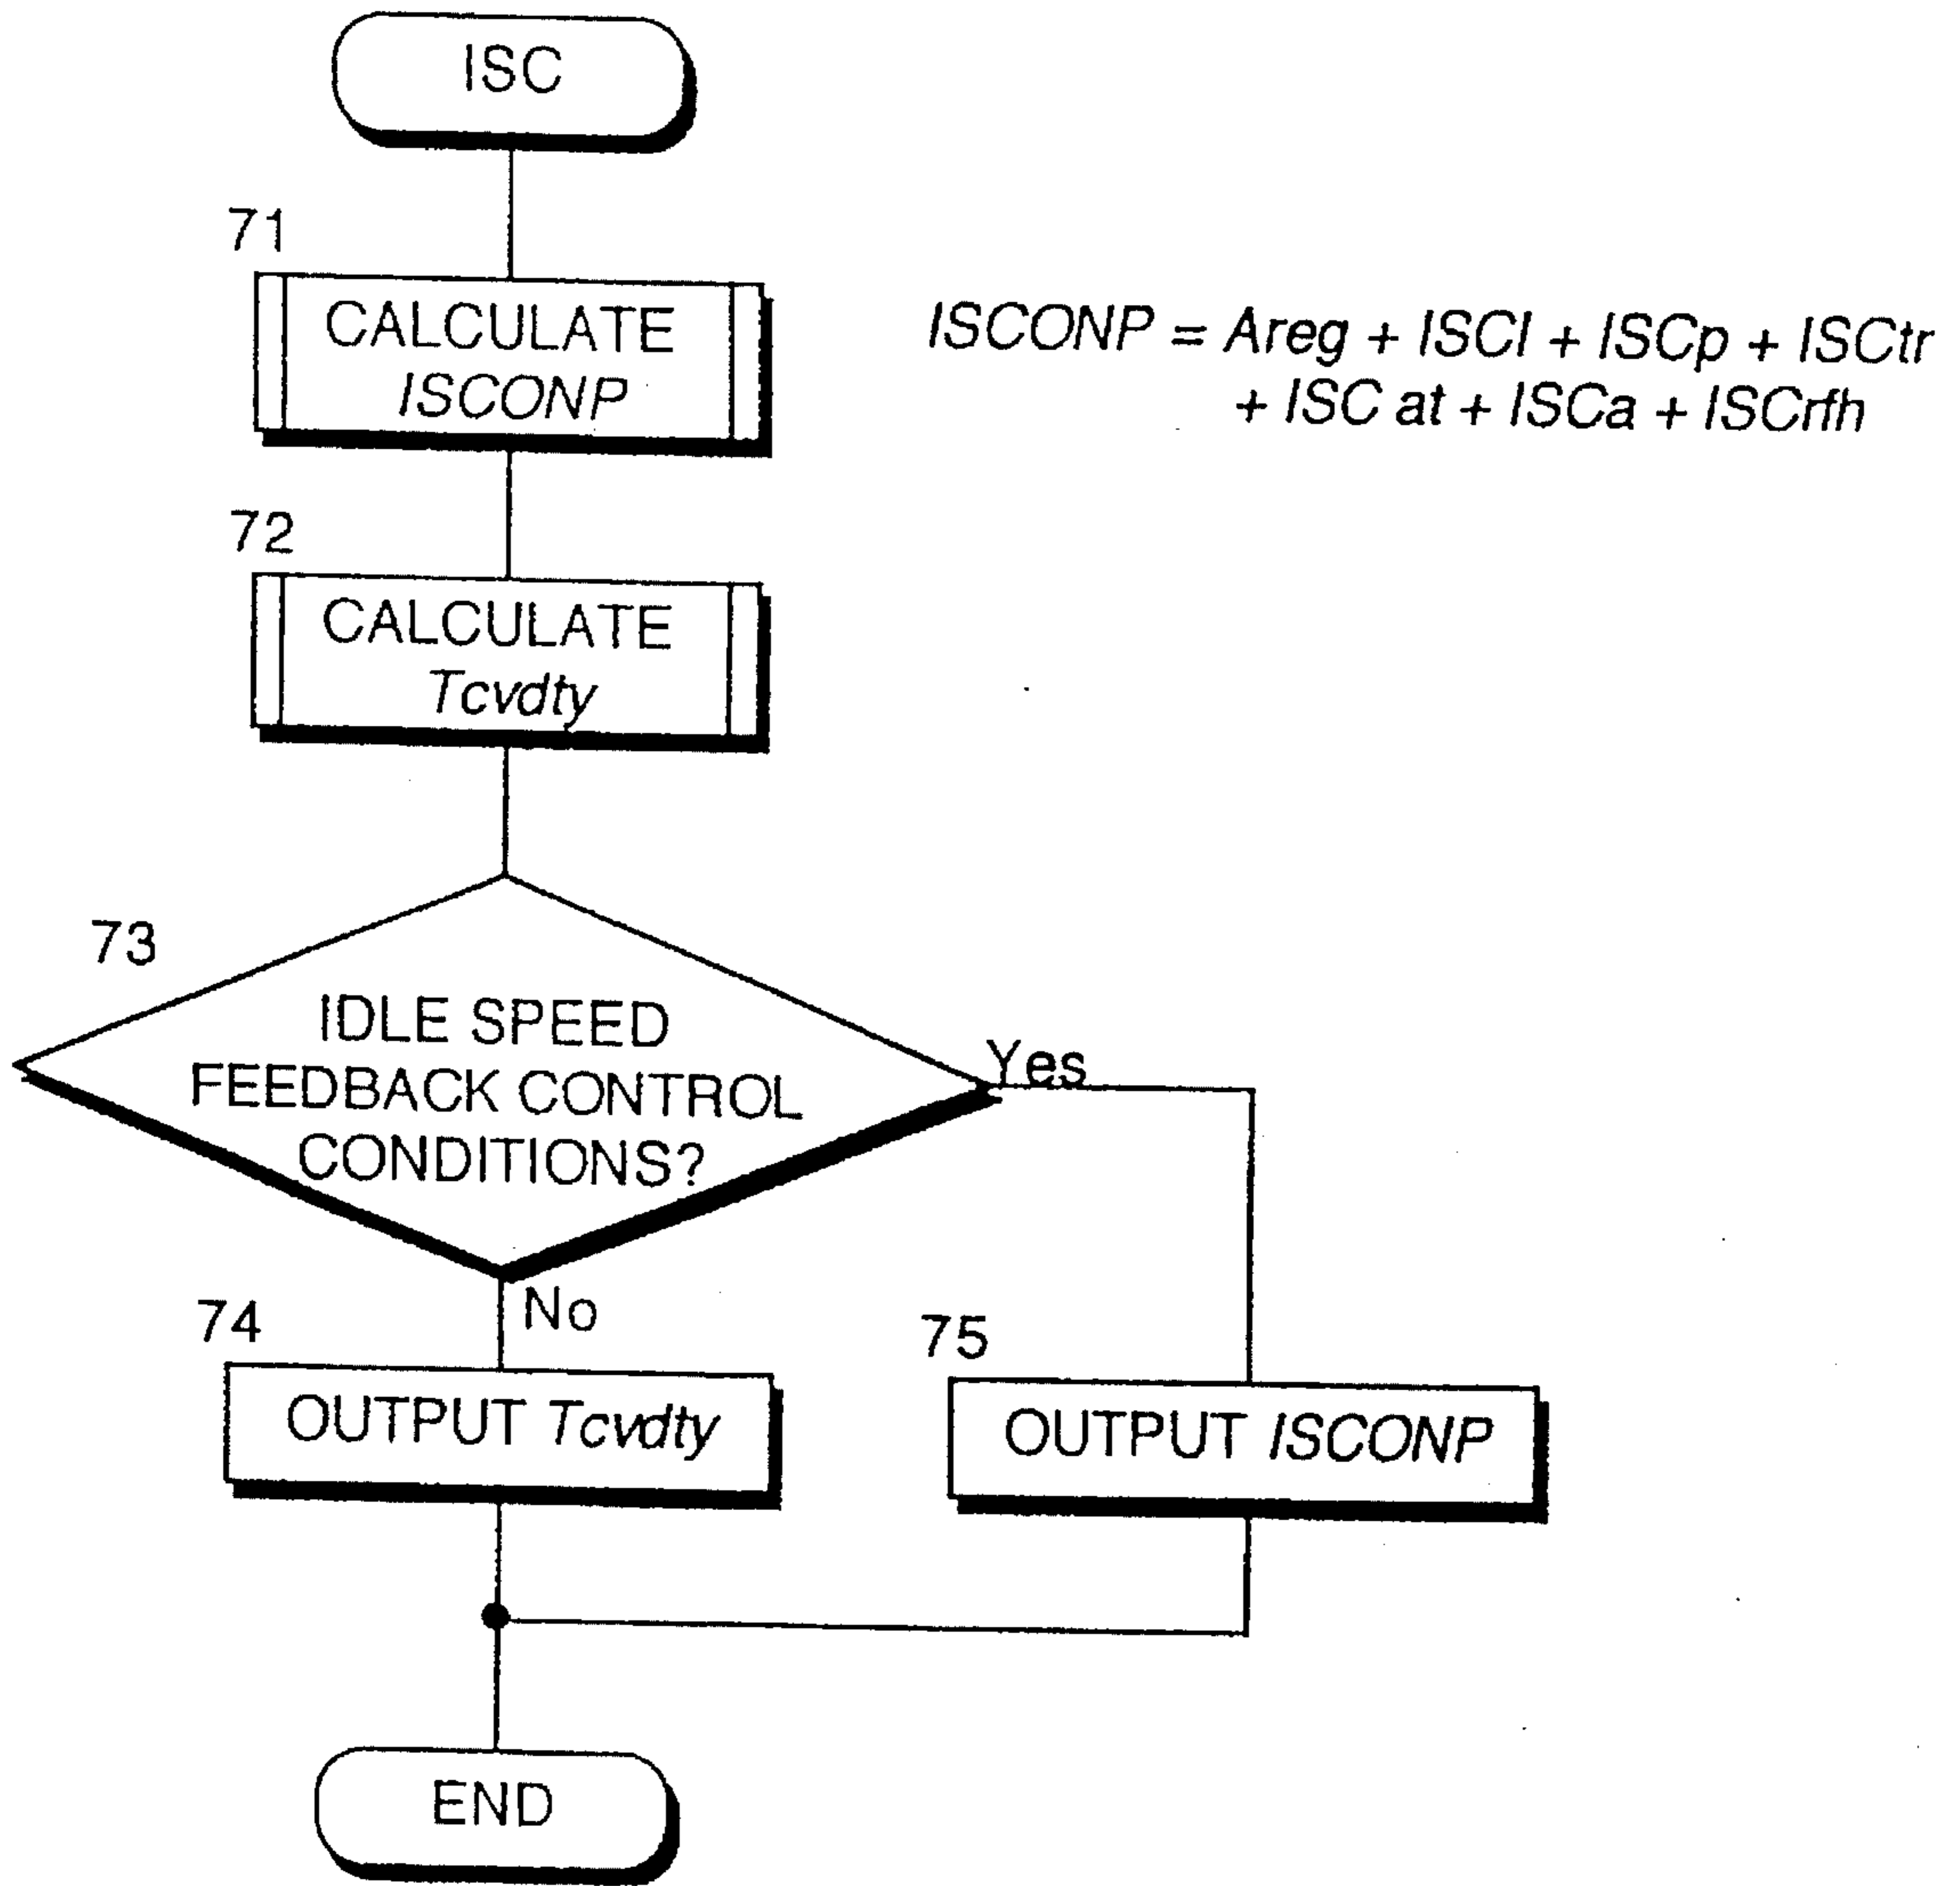 ISC
71
CALCULATE
ISCONP
ISCONP = Areg + ISCI + ISCp + ISCtr
+ ISC at + ISCa + ISCrfh
72
CALCULATE
Tcvdty
73
IDLE SPEED
FEEDBACK CONTROL
CONDITIONS?
Yes
No
74
OUTPUT Tcvdty
75
OUTPUT ISCONP
END